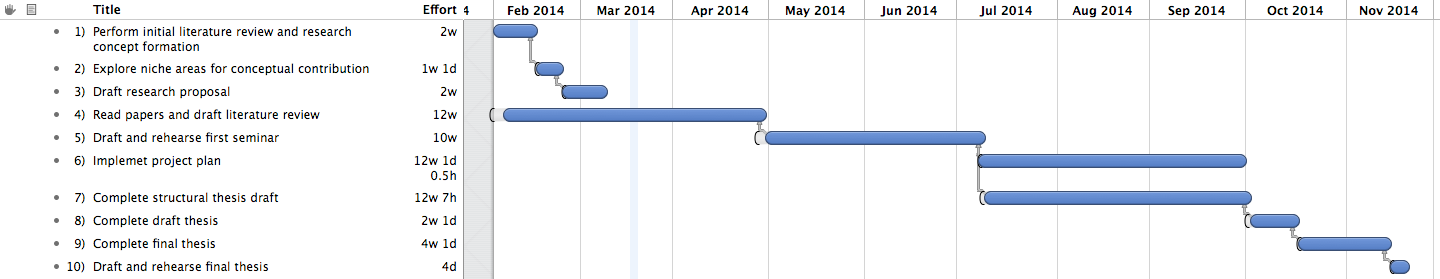 Title Effort 4 Feb 2014 Mar 2014 Apr 2014 May 2014 Jun 2014 Jul 2014 Aug 2014 Sep 2014 Oct 2014 Nov 2014
1) Perform initial literature review and research 2w
concept formation
2) Explore niche areas for conceptual contribution 1w 1d
3) Draft research proposal 2w
4) Read papers and draft literature review 12w
5) Draft and rehearse first seminar 10w
6) Implemet project plan 12w 1d
0.5h
7) Complete structural thesis draft 12w 7h
8) Complete draft thesis 2w 1d
9) Complete final thesis 4w 1d
10) Draft and rehearse final thesis 4d